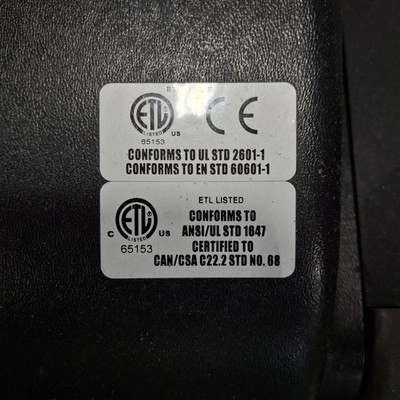 ETL
LISTED
US
65153
CE
CONFORMS TO UL STD 2601-1
CONFORMS TO EN STD 60601-1
ETL LISTED
ETL
LISTED
C
US
65153
CONFORMS TO
ANSI/UL STD 1647
CERTIFIED TO
CAN/CSA C22.2 STD NO. 68